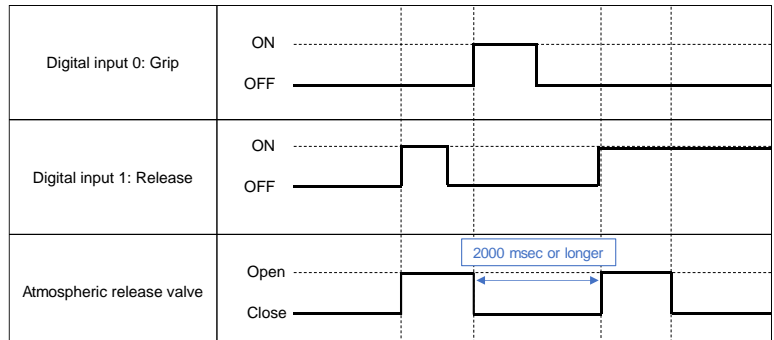 Digital input 0: Grip
ON
OFF
Digital input 1: Release
ON
OFF
Atmospheric release valve
2000 msec or longer
Open
Close